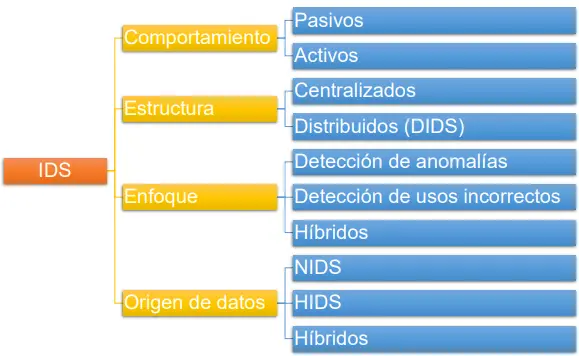 IDS
Comportamiento
Pasivos
Activos
Estructura
Centralizados
Distribuidos (DIDS)
Enfoque
Detección de anomalías
Detección de usos incorrectos
Híbridos
Origen de datos
NIDS
HIDS
Híbridos